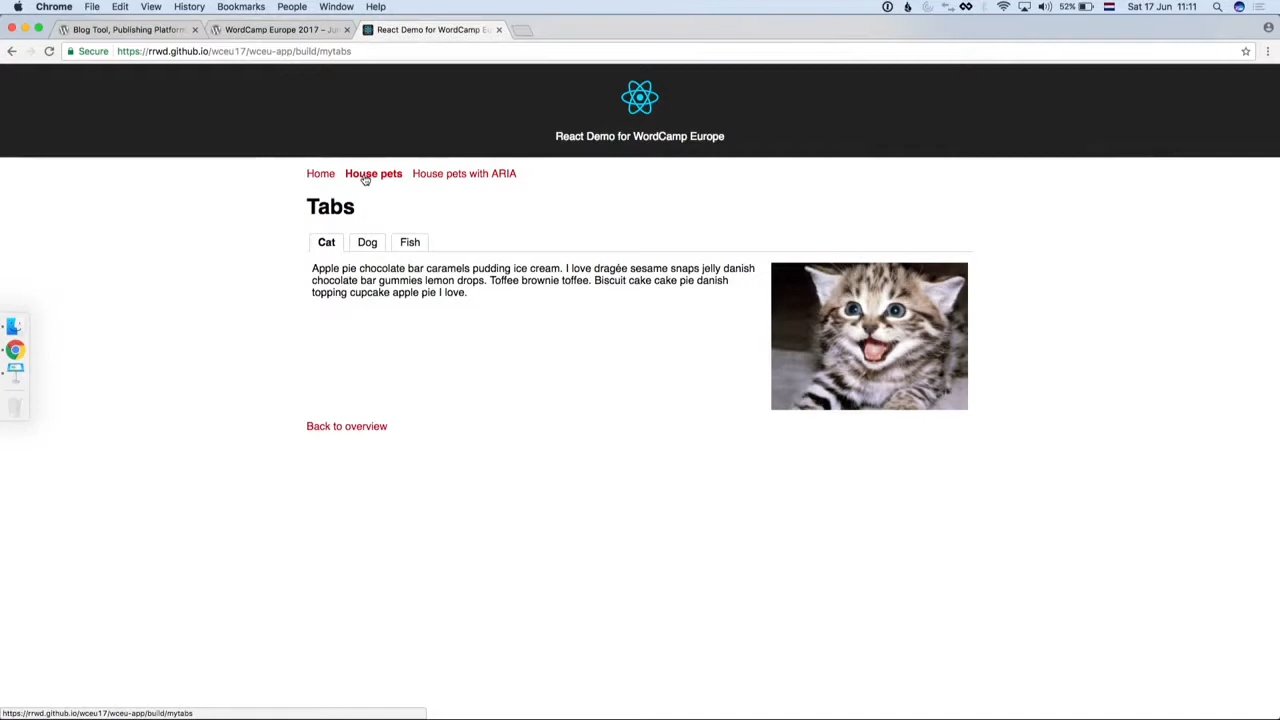 Chrome File Edit View History Bookmarks People Window Help 52% Sat 17 Jun 11:11
Blog Tool, Publishing Platform WordCamp Europe 2017 – Ju React Demo for WordCamp Eu
Secure https://rrwd.github.io/wceu17/wceu-app/build/mytabs
React Demo for WordCamp Europe
Home House pets House pets with ARIA
Tabs
Cat Dog Fish
Apple pie chocolate bar caramels pudding ice cream. I love dragée sesame snaps jelly danish
chocolate bar gummies lemon drops. Toffee brownie toffee. Biscuit cake cake pie danish
topping cupcake apple pie I love.
Back to overview
https://rrwd.github.io/wceu17/wceu-app/build/mytabs